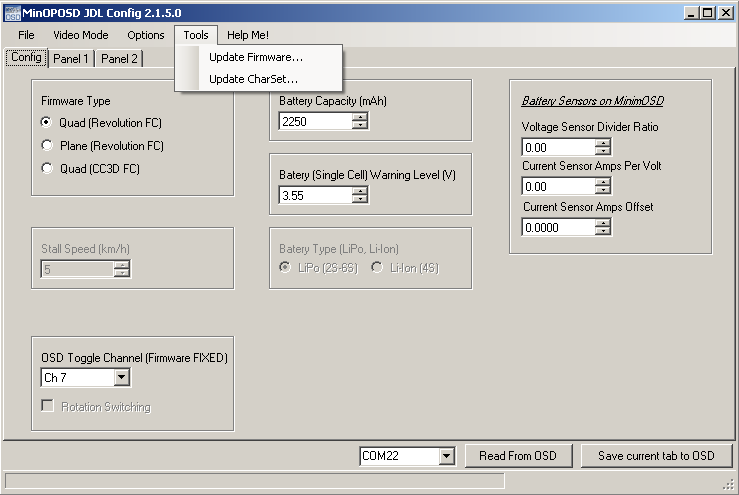 MinOPOSD JDL Config 2.1.5.0
File Video Mode Options Tools Help Me!
Update Firmware...
Update CharSet...
Config Panel 1 Panel 2
Firmware Type
Quad (Revolution FC)
Plane (Revolution FC)
Quad (CC3D FC)
Stall Speed (km/h)
5
OSD Toggle Channel (Firmware FIXED)
Ch 7
Rotation Switching
Battery Capacity (mAh)
2250
Batery (Single Cell) Warning Level (V)
3.55
Batery Type (LiPo, Li-Ion)
LiPo (2S-6S) Li-Ion (4S)
Battery Sensors on MinimOSD
Voltage Sensor Divider Ratio
0.00
Current Sensor Amps Per Volt
0.00
Current Sensor Amps Offset
0.0000
COM22 Read From OSD Save current tab to OSD